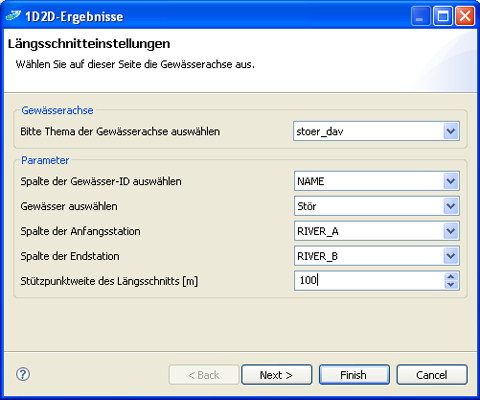 1D2D-Ergebnisse
Längsschnitteinstellungen
Wählen Sie auf dieser Seite die Gewässerachse aus.
Gewässerachse
Bitte Thema der Gewässerachse auswählen
stoer_dav
Parameter
Spalte der Gewässer-ID auswählen
NAME
Gewässer auswählen
Stör
Spalte der Anfangsstation
RIVER_A
Spalte der Endstation
RIVER_B
Stützpunktweite des Längsschnitts [m]
100
?
< Back
Next >
Finish
Cancel